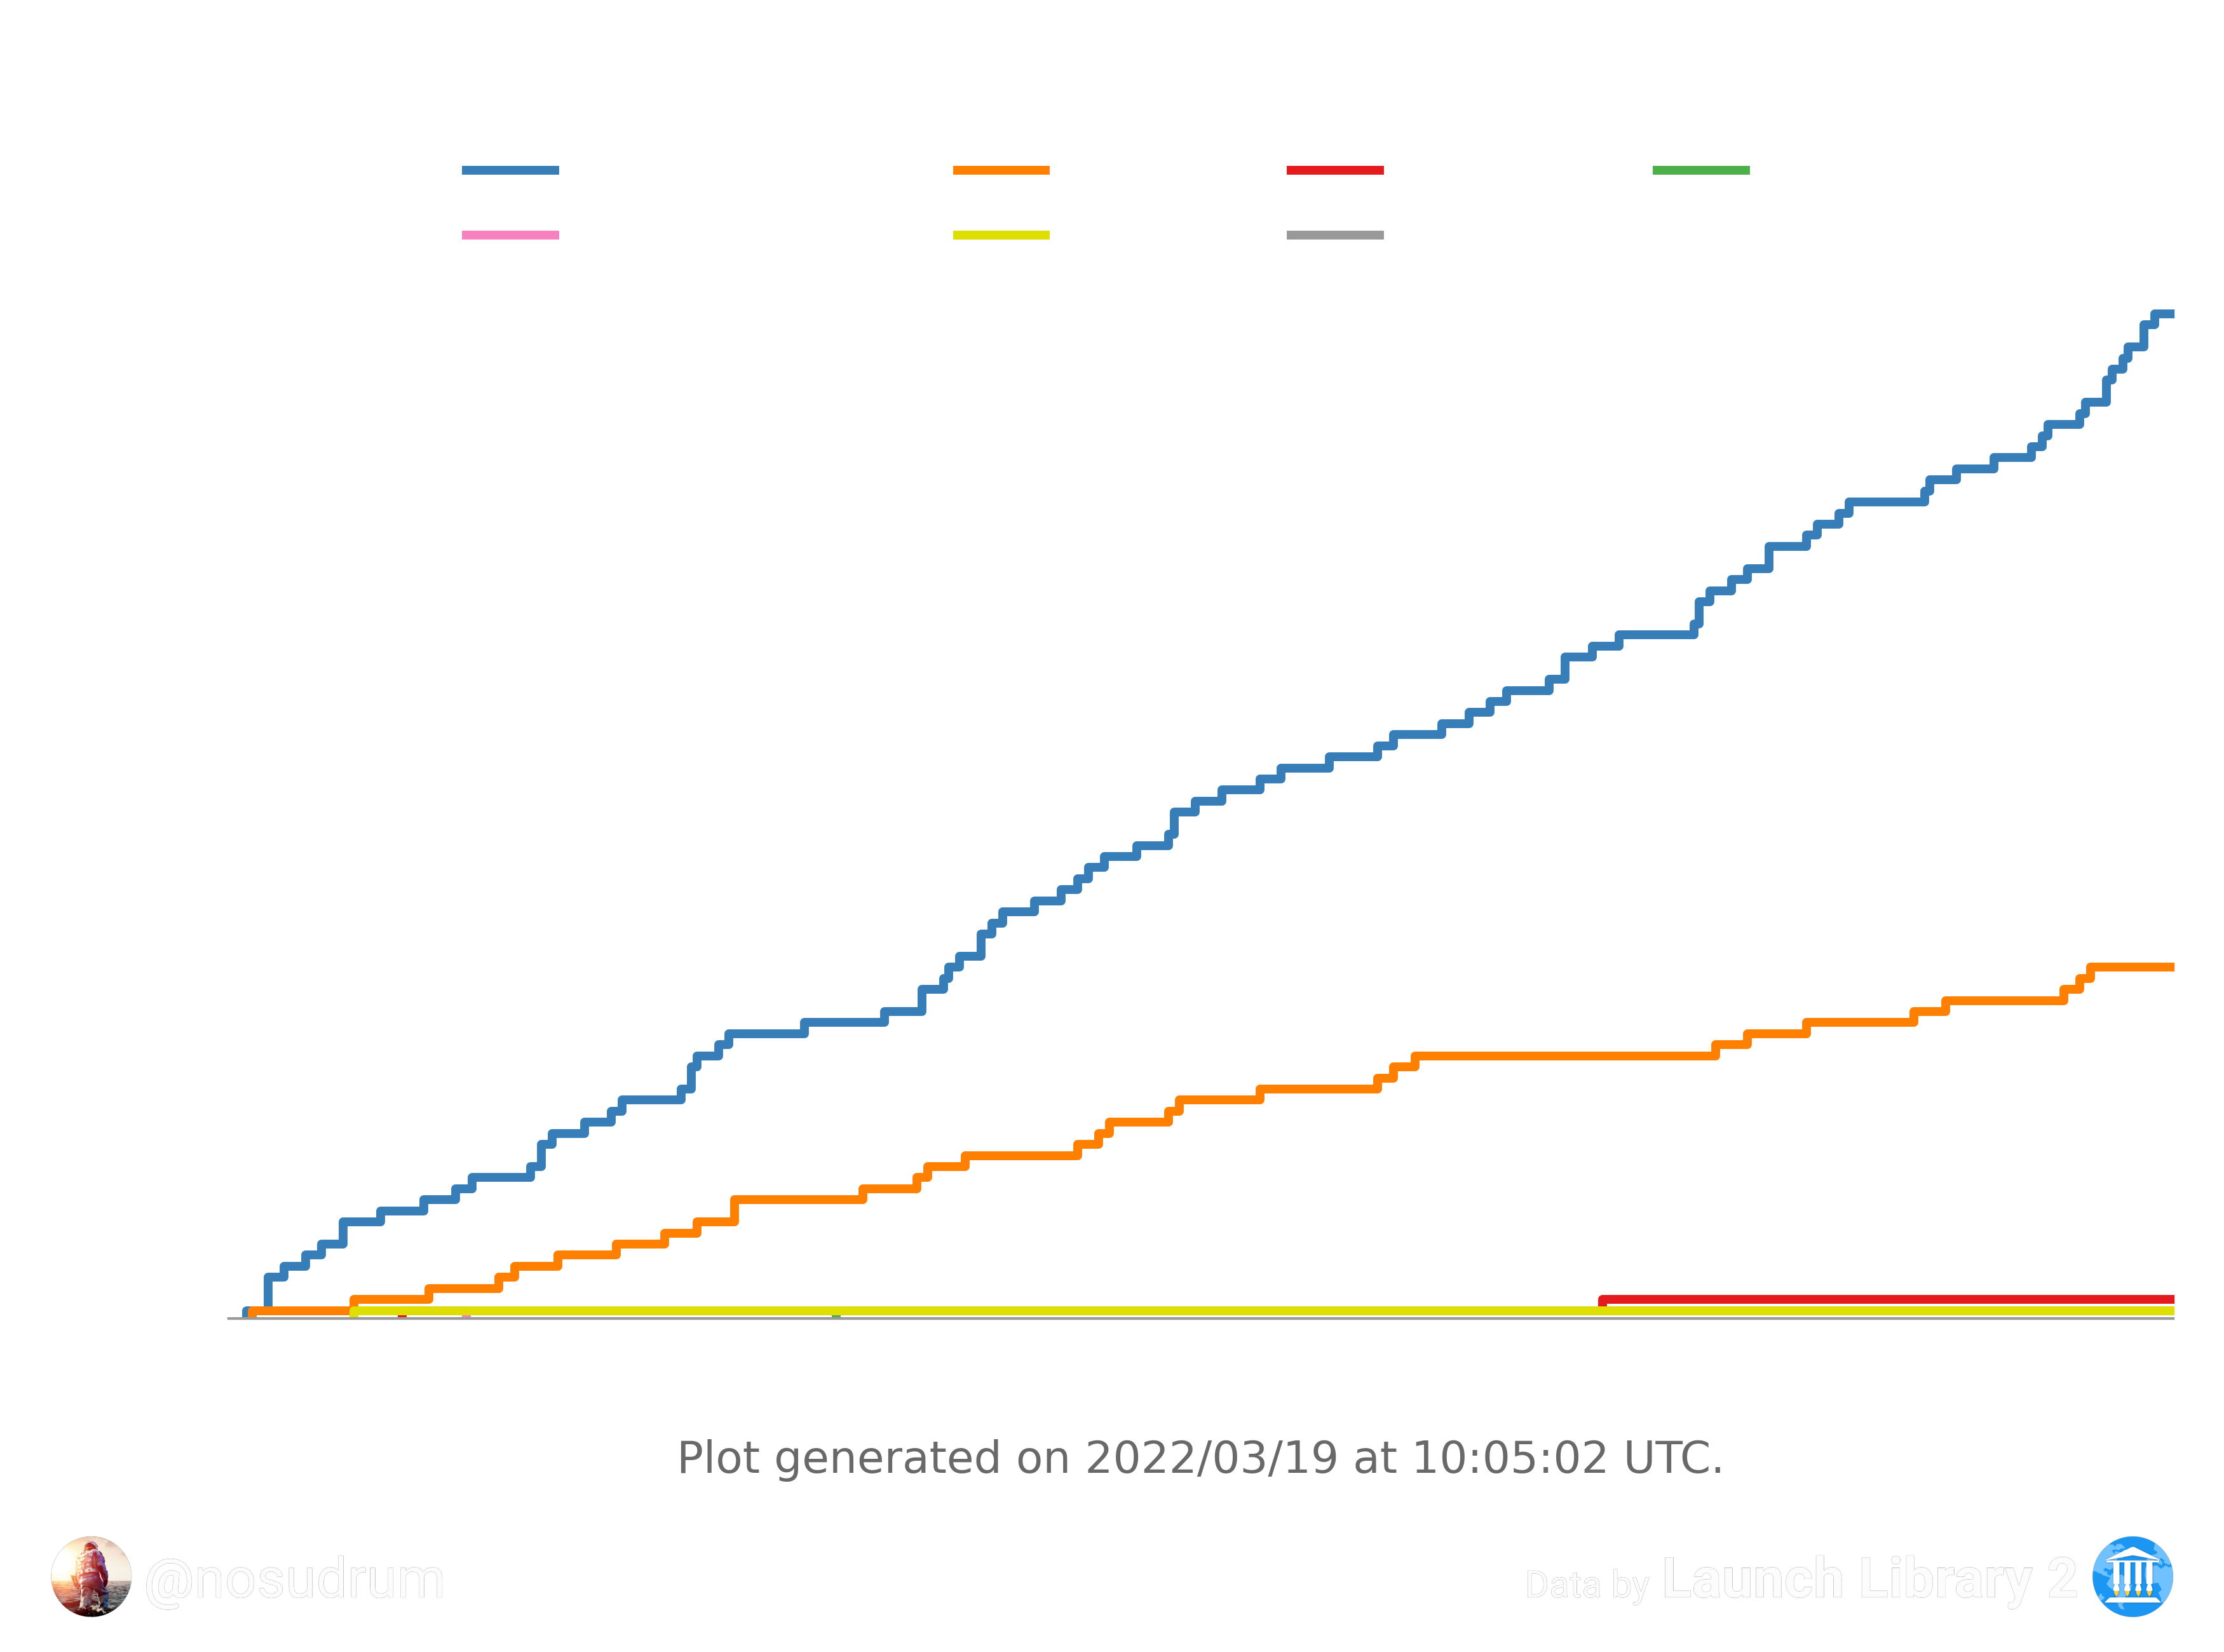 Plot generated on 2022/03/19 at 10:05:02 UTC.
@nosudrum
Data by Launch Library 2